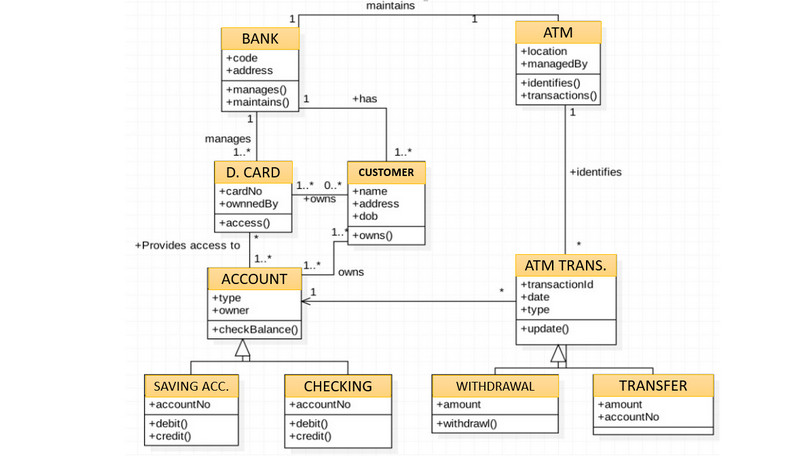 maintains
1
1
BANK
+code
+address
+manages()
+maintains()
ATM
+location
+managedBy
+identifies()
+transactions()
1
+has
1
1
manages
1..*
1..*
+identifies
D. CARD
+cardNo
+ownnedBy
+access()
1..* 0..*
+owns
CUSTOMER
+name
+address
+dob
+owns()
*
+Provides access to
1..*
1..*
1..*
owns
*
ACCOUNT
+type
+owner
+checkBalance()
1
*
ATM TRANS.
+transactionId
+date
+type
+update()
SAVING ACC.
+accountNo
+debit()
+credit()
CHECKING
+accountNo
+debit()
+credit()
WITHDRAWAL
+amount
+withdrawl()
TRANSFER
+amount
+accountNo